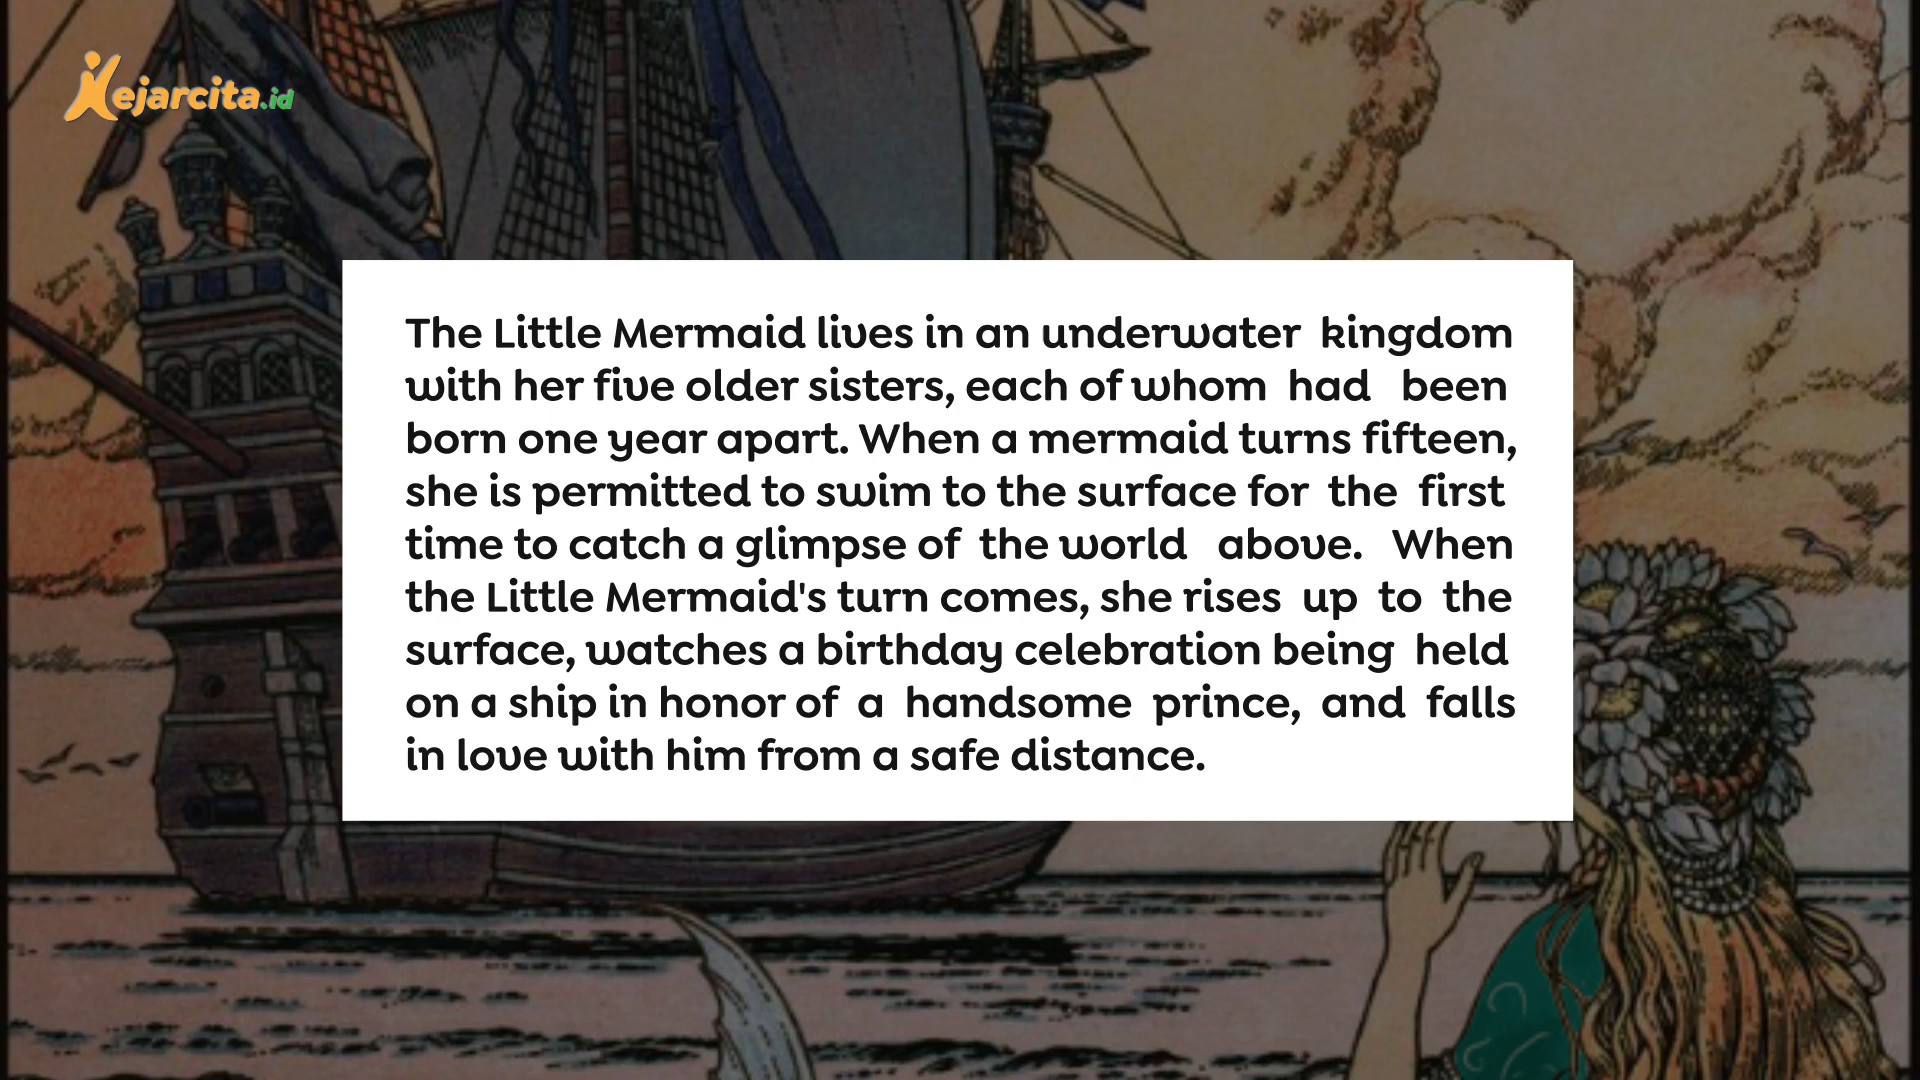 Kejarcita.id
The Little Mermaid lives in an underwater kingdom
with her five older sisters, each of whom had been
born one year apart. When a mermaid turns fifteen,
she is permitted to swim to the surface for the first
time to catch a glimpse of the world above. When
the Little Mermaid's turn comes, she rises up to the
surface, watches a birthday celebration being held
on a ship in honor of a handsome prince, and falls
in love with him from a safe distance.